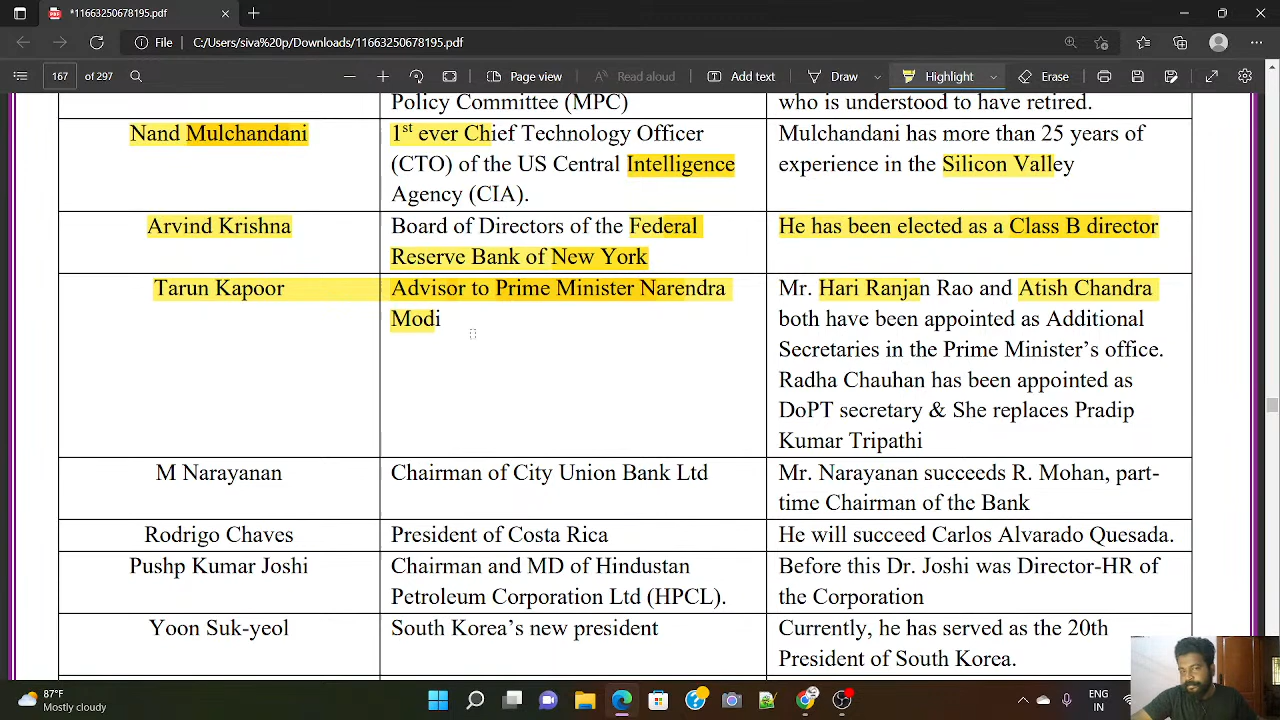 *11663250678195.pdf
File C:/Users/siva%20p/Downloads/11663250678195.pdf
167 of 297 Page view Read aloud Add text Draw Highlight Erase
Policy Committee (MPC) who is understood to have retired.
Nand Mulchandani 1st ever Chief Technology Officer Mulchandani has more than 25 years of
(CTO) of the US Central Intelligence experience in the Silicon Valley
Agency (CIA).
Arvind Krishna Board of Directors of the Federal He has been elected as a Class B director
Reserve Bank of New York
Tarun Kapoor Advisor to Prime Minister Narendra Mr. Hari Ranjan Rao and Atish Chandra
Modi both have been appointed as Additional
Secretaries in the Prime Minister’s office.
Radha Chauhan has been appointed as
DoPT secretary & She replaces Pradip
Kumar Tripathi
M Narayanan Chairman of City Union Bank Ltd Mr. Narayanan succeeds R. Mohan, part-
time Chairman of the Bank
Rodrigo Chaves President of Costa Rica He will succeed Carlos Alvarado Quesada.
Pushp Kumar Joshi Chairman and MD of Hindustan Before this Dr. Joshi was Director-HR of
Petroleum Corporation Ltd (HPCL). the Corporation
Yoon Suk-yeol South Korea’s new president Currently, he has served as the 20th
President of South Korea.
87°F
Mostly cloudy
ENG
IN